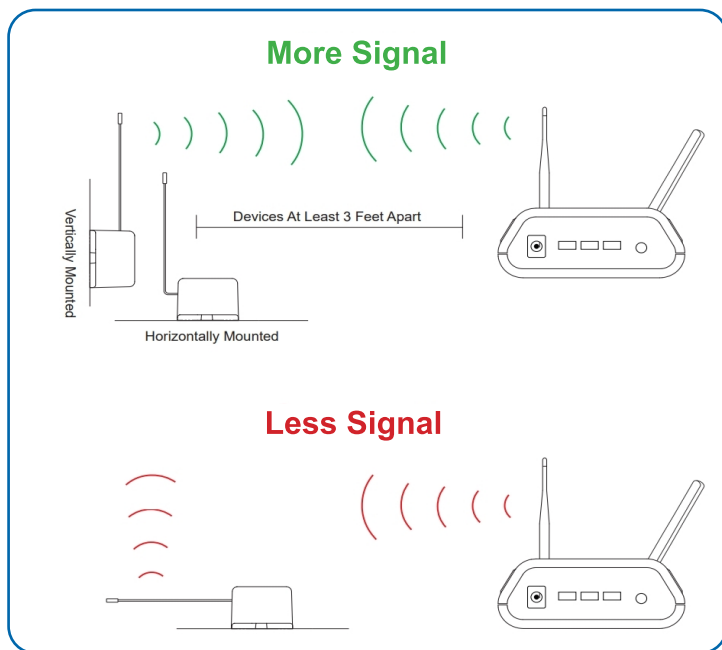 More Signal
Devices At Least 3 Feet Apart
Vertically Mounted
Horizontally Mounted
Less Signal